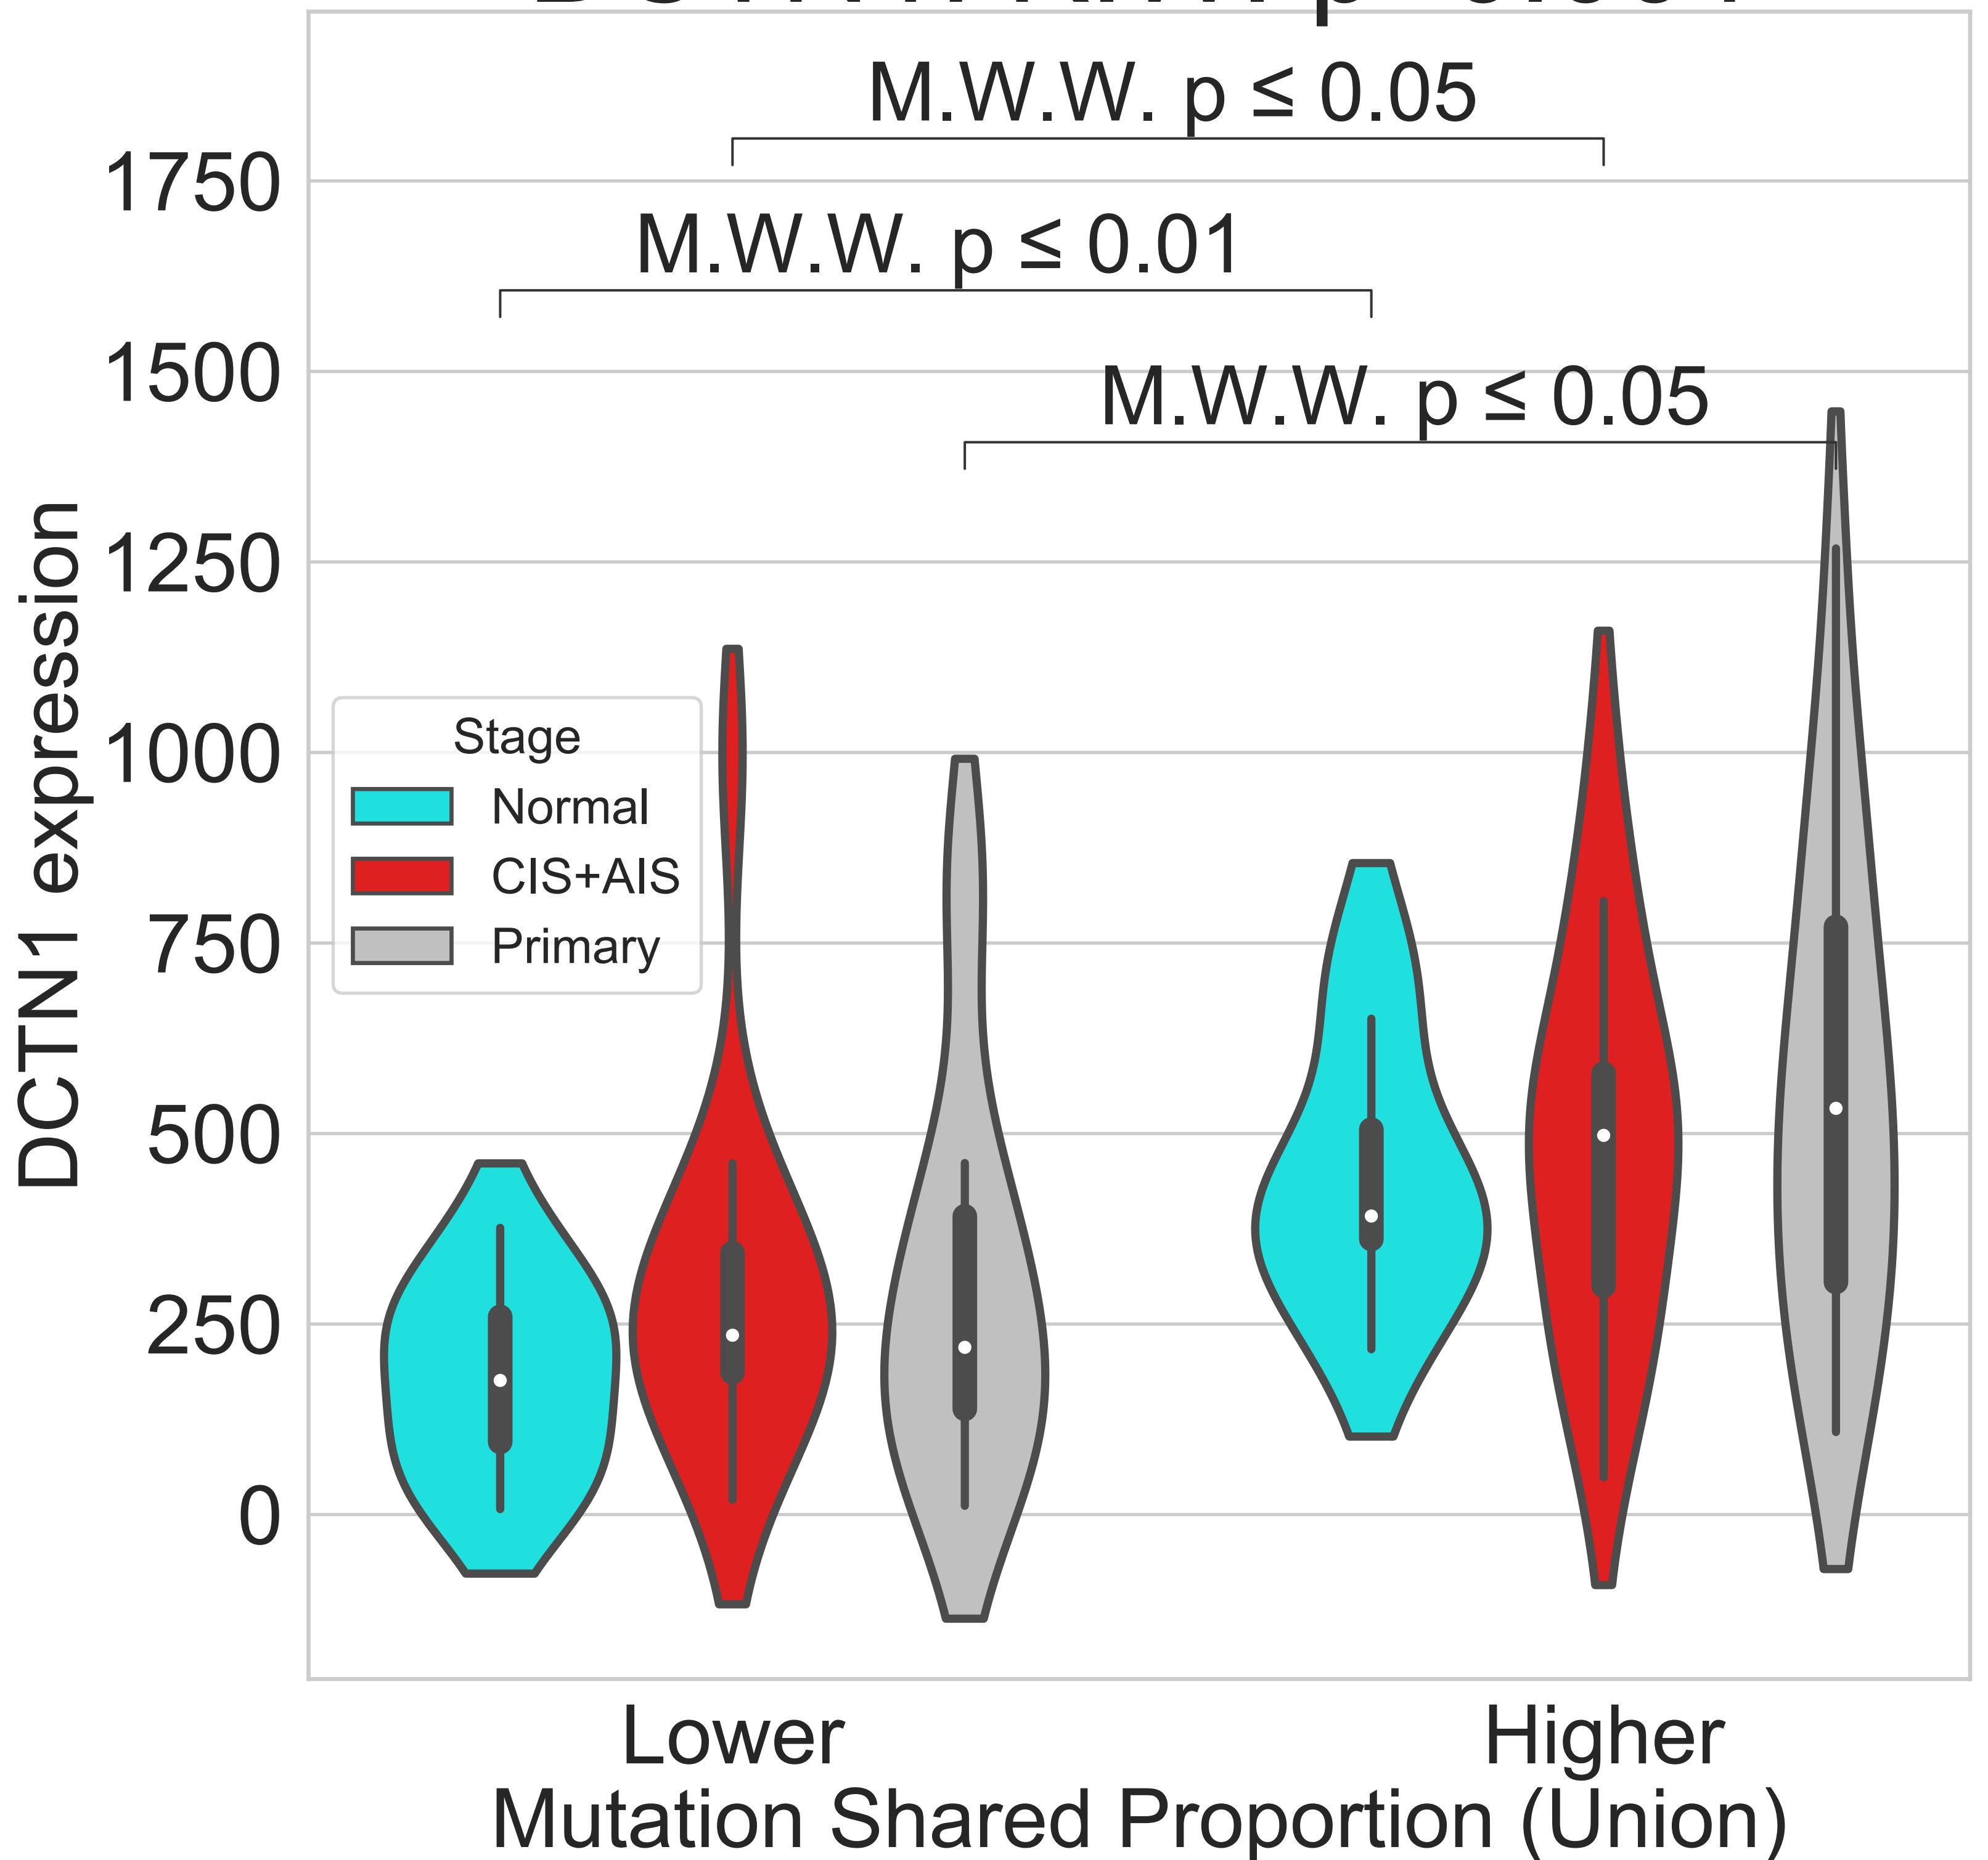 M.W.W. p ≤ 0.05
1750
M.W.W. p ≤ 0.01
1500
M.W.W. p ≤ 0.05
1250
1000
750
500
250
0
DCTN1 expression
Stage
Normal
CIS+AIS
Primary
Lower
Higher
Mutation Shared Proportion (Union)